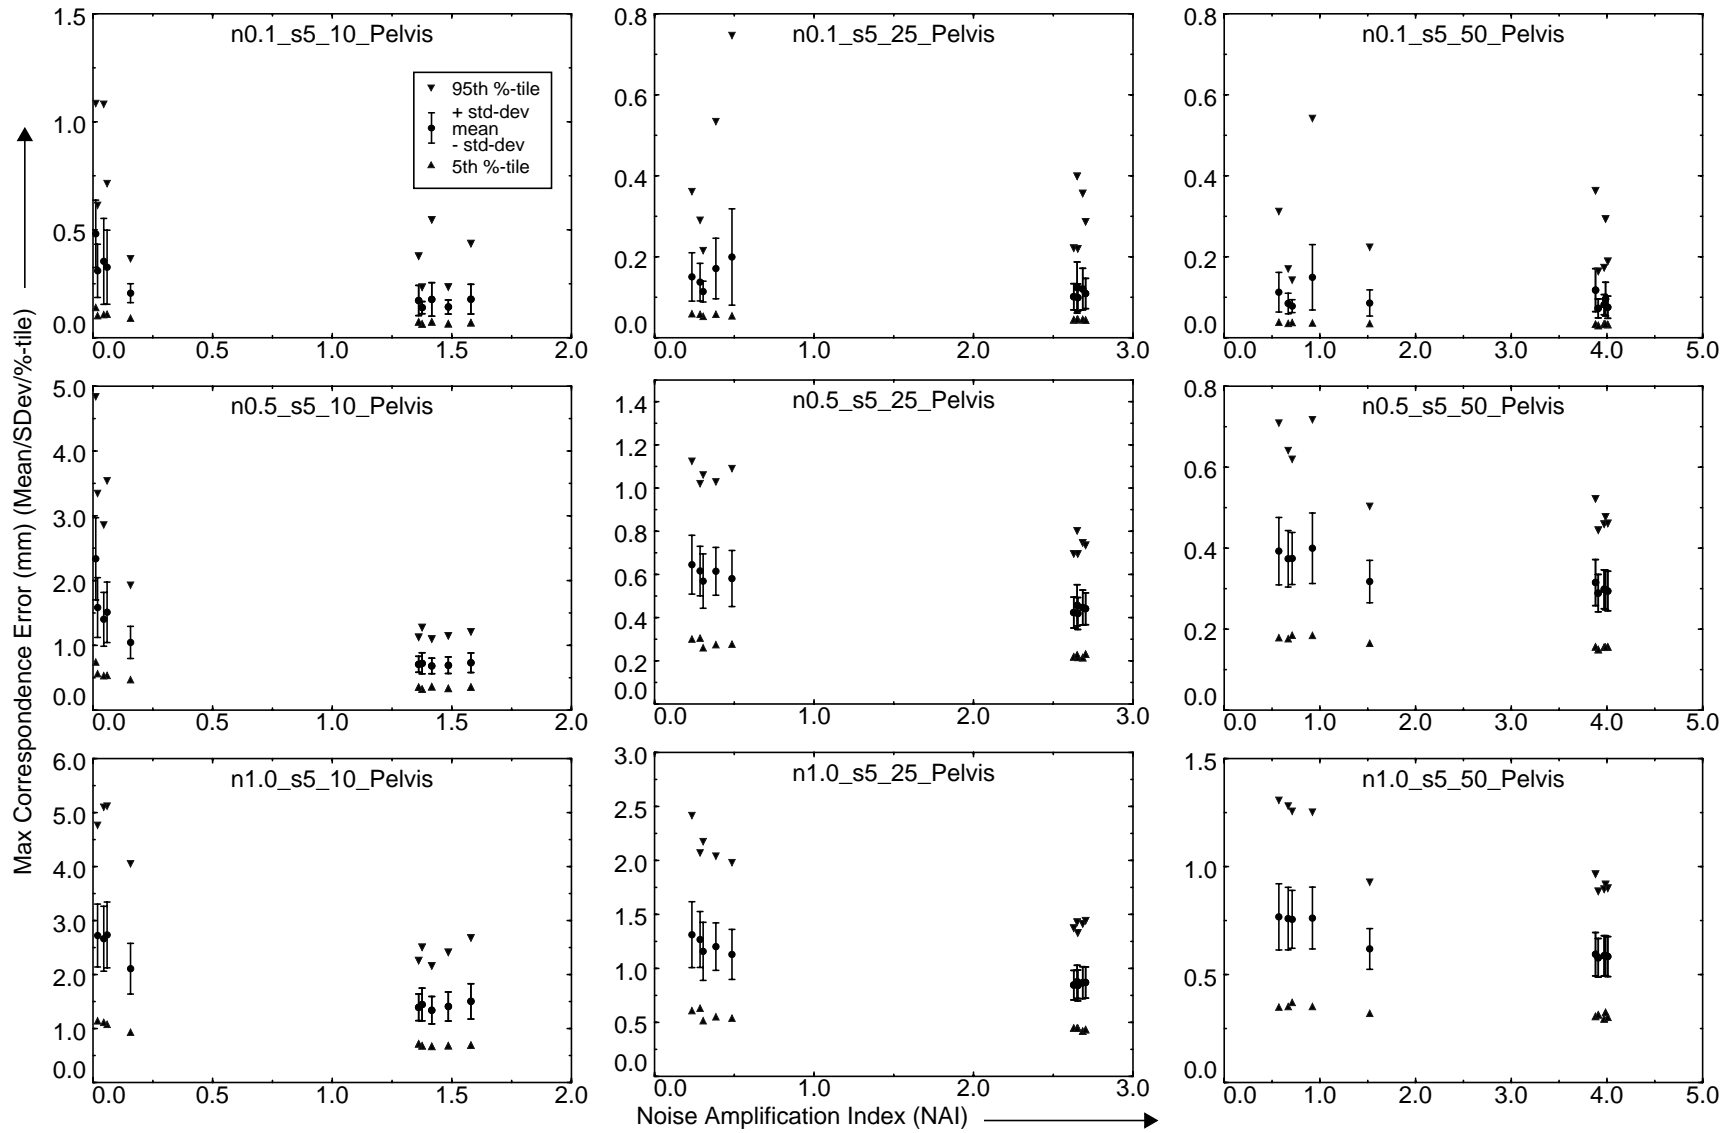 Max Correspondence Error (mm) (Mean/SDev/%-tile)
n0.1_s5_10_Pelvis
95th %-tile
+ std-dev
mean
- std-dev
5th %-tile
1.5
1.0
0.5
0.0
0.0 0.5 1.0 1.5 2.0
n0.1_s5_25_Pelvis
0.8
0.6
0.4
0.2
0.0
0.0 1.0 2.0 3.0
n0.1_s5_50_Pelvis
0.8
0.6
0.4
0.2
0.0
0.0 1.0 2.0 3.0 4.0 5.0
n0.5_s5_10_Pelvis
5.0
4.0
3.0
2.0
1.0
0.0
0.0 0.5 1.0 1.5 2.0
n0.5_s5_25_Pelvis
1.4
1.2
1.0
0.8
0.6
0.4
0.2
0.0
0.0 1.0 2.0 3.0
n0.5_s5_50_Pelvis
0.8
0.6
0.4
0.2
0.0
0.0 1.0 2.0 3.0 4.0 5.0
n1.0_s5_10_Pelvis
6.0
5.0
4.0
3.0
2.0
1.0
0.0
0.0 0.5 1.0 1.5 2.0
n1.0_s5_25_Pelvis
3.0
2.5
2.0
1.5
1.0
0.5
0.0
0.0 1.0 2.0 3.0
n1.0_s5_50_Pelvis
1.5
1.0
0.5
0.0
0.0 1.0 2.0 3.0 4.0 5.0
Noise Amplification Index (NAI)